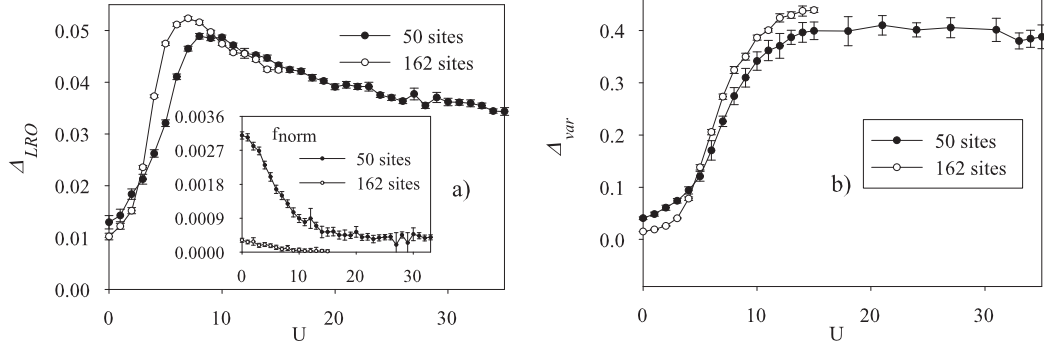 0.05
0.04
0.03
0.02
0.01
0.00
Δ_LRO
50 sites
162 sites
0.0036
0.0027
0.0018
0.0009
0.0000
fnorm
50 sites
162 sites
0 10 20 30
a)
0 10 20 30
U
0.4
0.3
0.2
0.1
0.0
Δ_var
50 sites
162 sites
b)
0 10 20 30
U